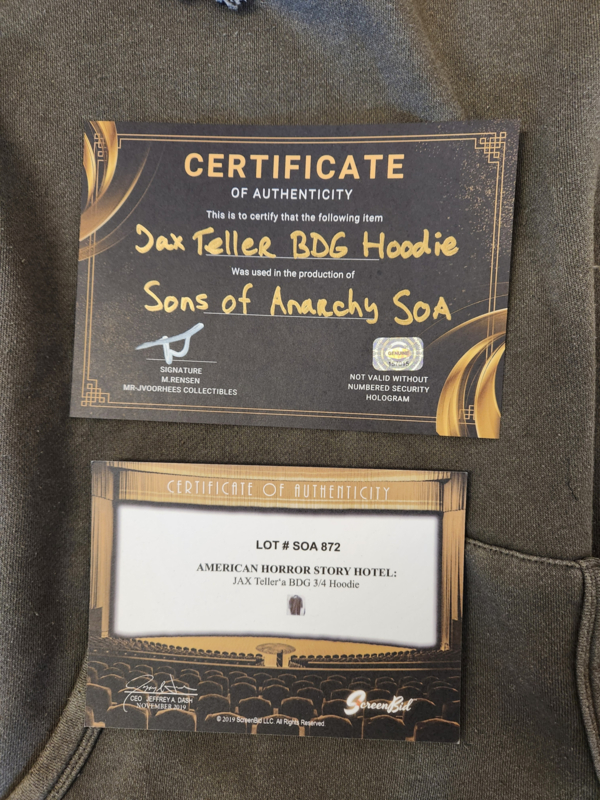 CERTIFICATE
OF AUTHENTICITY
This is to certify that the following item
Jax Teller BDG Hoodie
Was used in the production of
Sons of Anarchy SoA
SIGNATURE
M.RENSEN
MR-JVOORHEES COLLECTIBLES
GENUINE
NOT VALID WITHOUT
NUMBERED SECURITY
HOLOGRAM
CERTIFICATE OF AUTHENTICITY
LOT # SOA 872
AMERICAN HORROR STORY HOTEL:
JAX Teller'a BDG 3/4 Hoodie
CEO JEFFREY A. DASH
NOVEMBER 2019
ScreenBid
© 2019 ScreenBid LLC. All Rights Reserved.